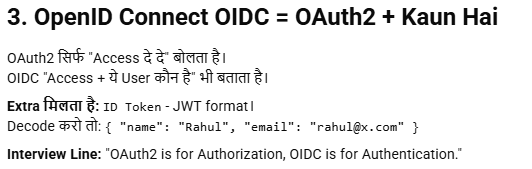 3. OpenID Connect OIDC = OAuth2 + Kaun Hai
OAuth2 सिर्फ "Access दे दे" बोलता है।
OIDC "Access + ये User कौन है" भी बताता है।
Extra मिलता है: ID Token - JWT format।
Decode करो तो: { "name": "Rahul", "email": "rahul@x.com" }
Interview Line: "OAuth2 is for Authorization, OIDC is for Authentication."